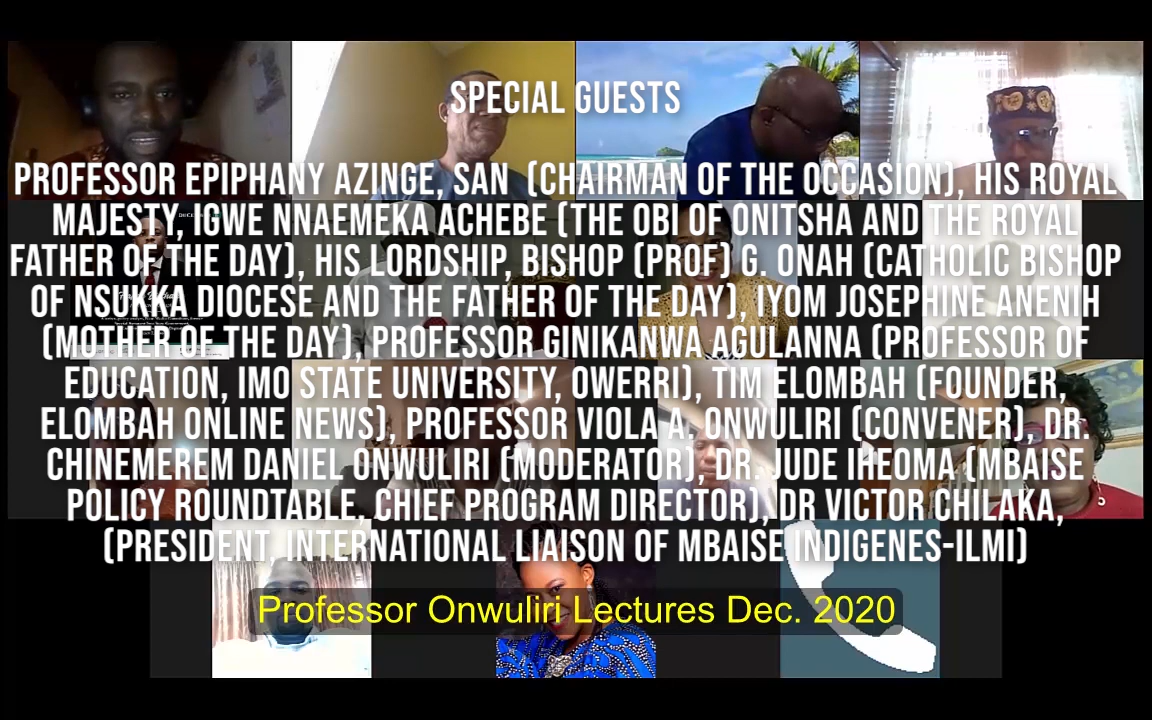 SPECIAL GUESTS
PROFESSOR EPIPHANY AZINGE, SAN (CHAIRMAN OF THE OCCASION), HIS ROYAL
MAJESTY, IGWE NNAEMEKA ACHEBE (THE OBI OF ONITSHA AND THE ROYAL
FATHER OF THE DAY), HIS LORDSHIP, BISHOP (PROF) G. ONAH (CATHOLIC BISHOP
OF NSUKKA DIOCESE AND THE FATHER OF THE DAY), IYOM JOSEPHINE ANENIH
(MOTHER OF THE DAY), PROFESSOR GINIKANWA AGULANNA (PROFESSOR OF
EDUCATION, IMO STATE UNIVERSITY, OWERRI), TIM ELOMBAH (FOUNDER,
ELOMBAH ONLINE NEWS), PROFESSOR VIOLA A. ONWULIRI (CONVENER), DR.
CHINEMEREM DANIEL ONWULIRI (MODERATOR), DR. JUDE IHEOMA (MBAISE
POLICY ROUNDTABLE, CHIEF PROGRAM DIRECTOR), DR VICTOR CHILAKA,
(PRESIDENT, INTERNATIONAL LIAISON OF MBAISE INDIGENES-ILMI)
Professor Onwuliri Lectures Dec. 2020